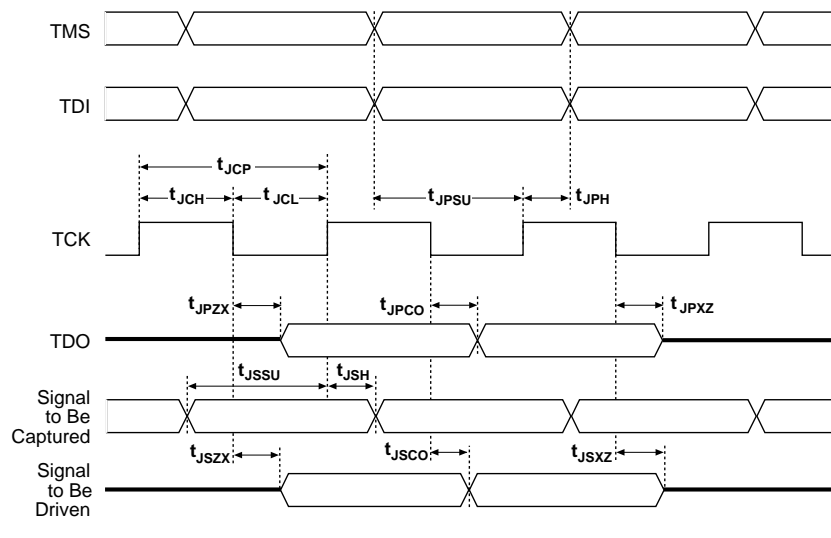 TMS
TDI
tJCP
tJCH
tJCL
tJPSU
tJPH
TCK
tJPZX
tJPCO
tJPXZ
TDO
tJSSU
tJSH
Signal
to Be
Captured
tJSZX
tJSCO
tJSXZ
Signal
to Be
Driven